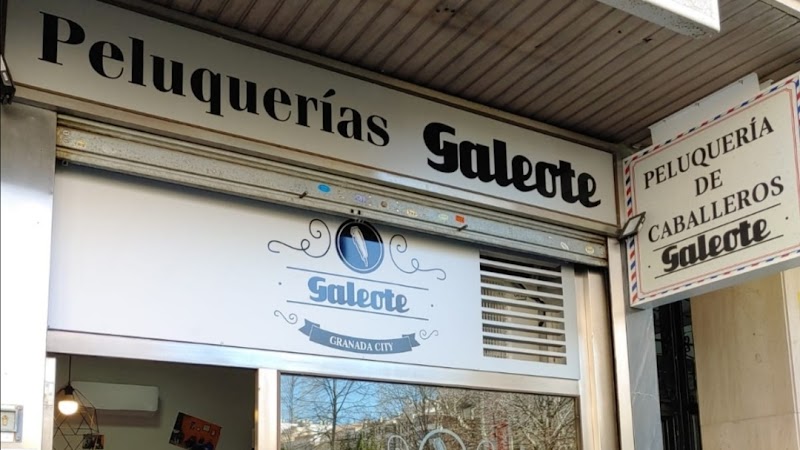 Peluquerías Galeote
Galeote
GRANADA CITY
PELUQUERÍA
DE
CABALLEROS
Galeote